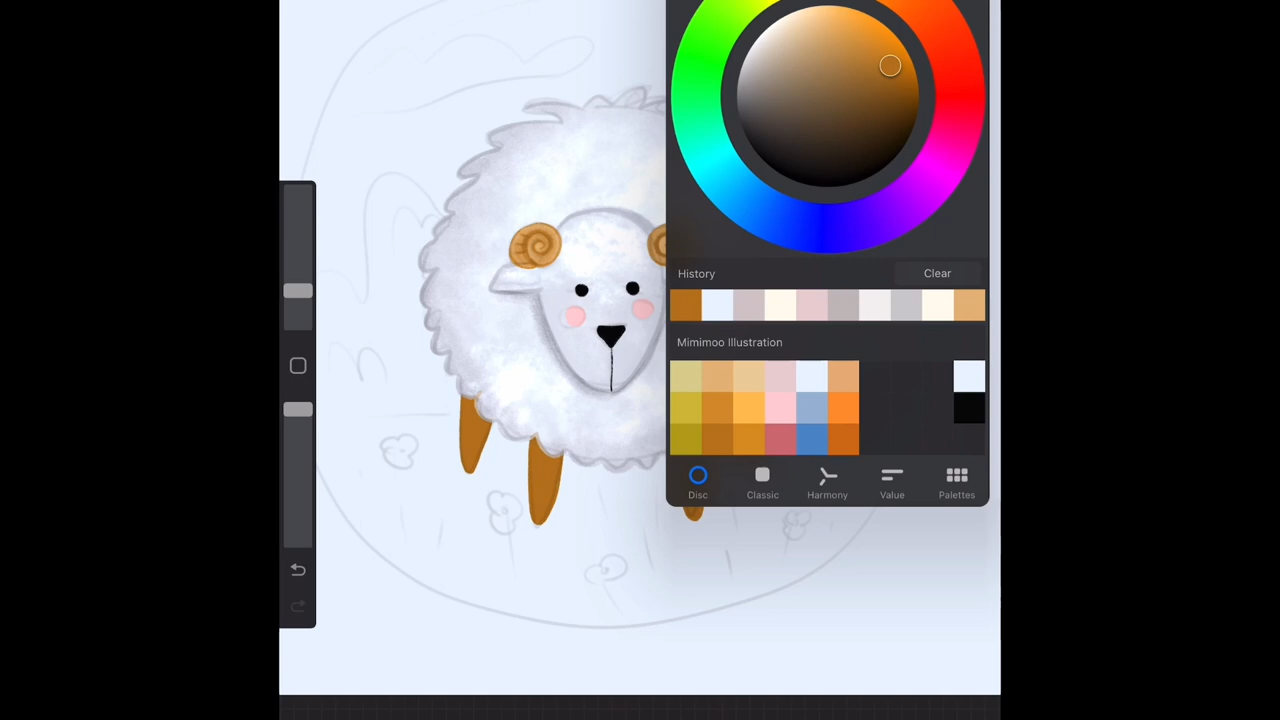 History Clear
Mimimoo Illustration
Disc Classic Harmony Value Palettes